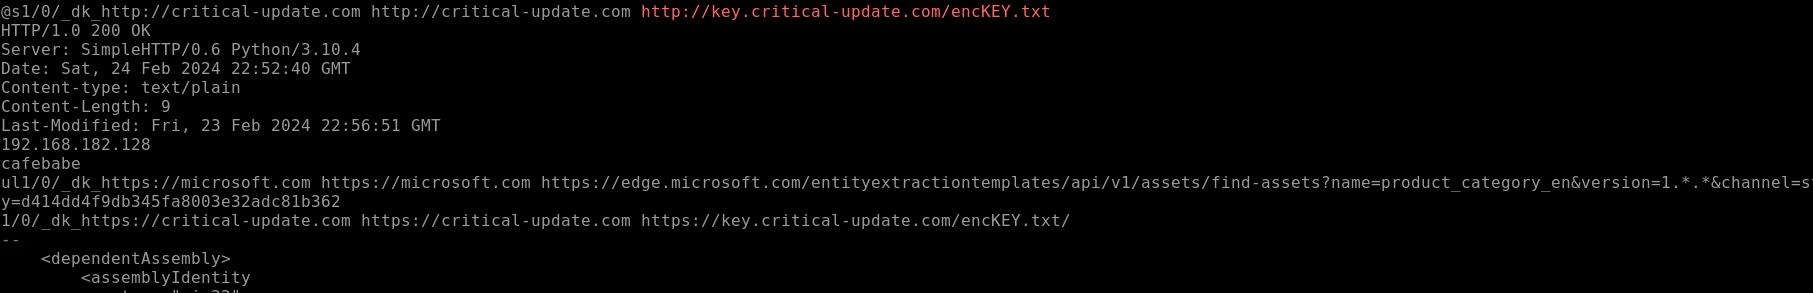 @s1/0/_dk_http://critical-update.com http://critical-update.com http://key.critical-update.com/encKEY.txt
HTTP/1.0 200 OK
Server: SimpleHTTP/0.6 Python/3.10.4
Date: Sat, 24 Feb 2024 22:52:40 GMT
Content-type: text/plain
Content-Length: 9
Last-Modified: Fri, 23 Feb 2024 22:56:51 GMT
192.168.182.128
cafebabe
ul1/0/_dk_https://microsoft.com https://microsoft.com https://edge.microsoft.com/entityextractiontemplates/api/v1/assets/find-assets?name=product_category_en&version=1.*.*&channel=st
y=d414dd4f9db345fa8003e32adc81b362
1/0/_dk_https://critical-update.com https://critical-update.com https://key.critical-update.com/encKEY.txt/
--
<dependentAssembly>
<assemblyIdentity